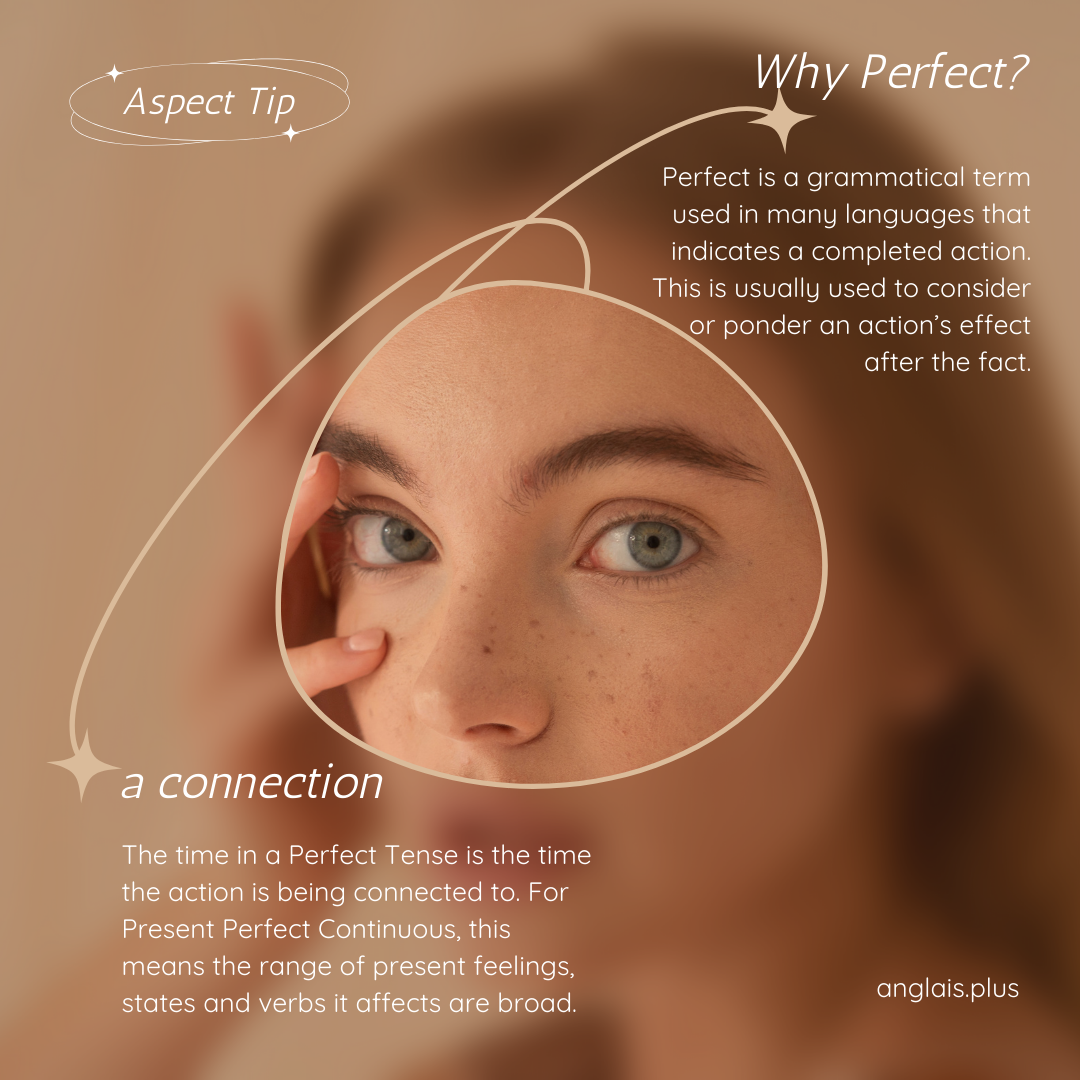 Aspect Tip
Why Perfect?
Perfect is a grammatical term
used in many languages that
indicates a completed action.
This is usually used to consider
or ponder an action’s effect
after the fact.
a connection
The time in a Perfect Tense is the time
the action is being connected to. For
Present Perfect Continuous, this
means the range of present feelings,
states and verbs it affects are broad.
anglais.plus